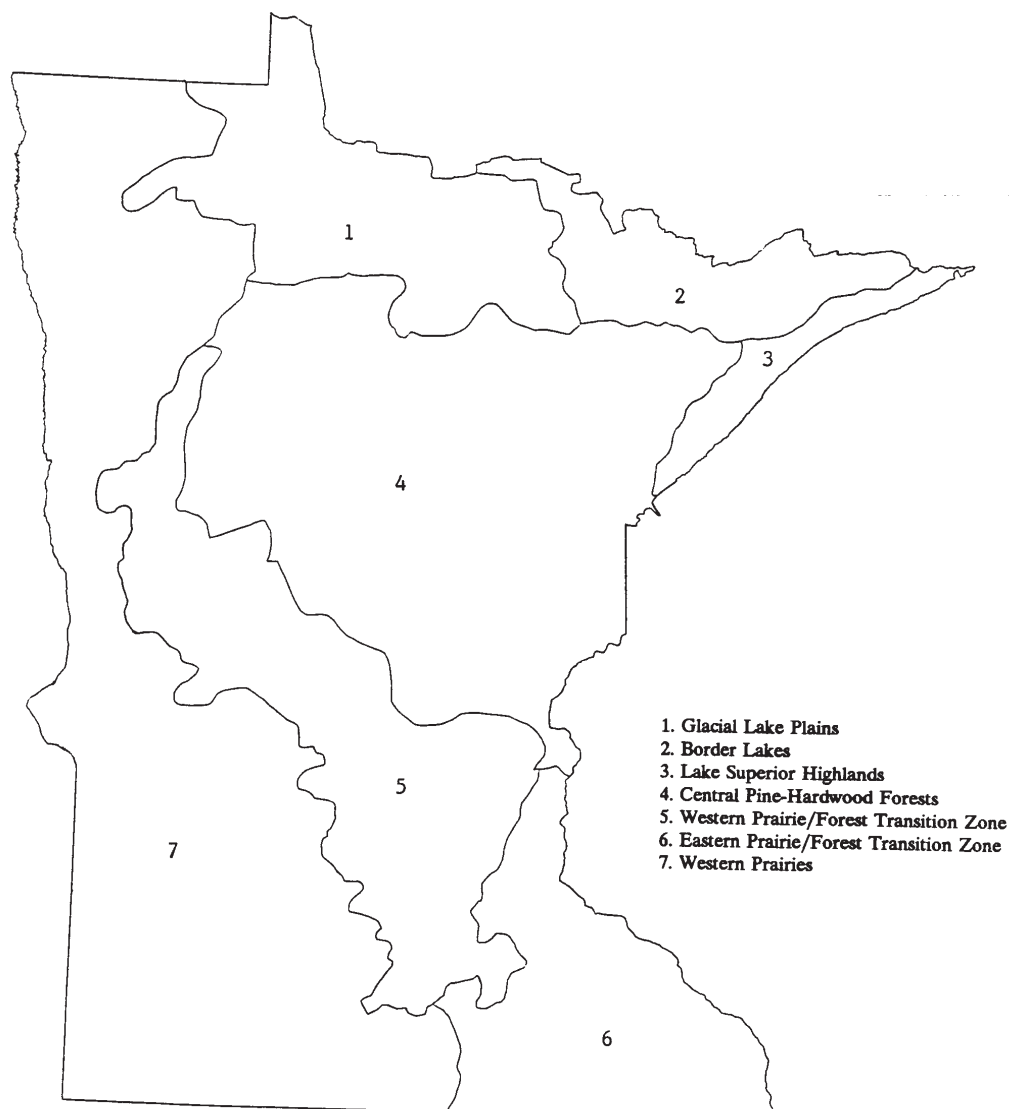 1
2
3
4
5
6
7
1. Glacial Lake Plains
2. Border Lakes
3. Lake Superior Highlands
4. Central Pine-Hardwood Forests
5. Western Prairie/Forest Transition Zone
6. Eastern Prairie/Forest Transition Zone
7. Western Prairies